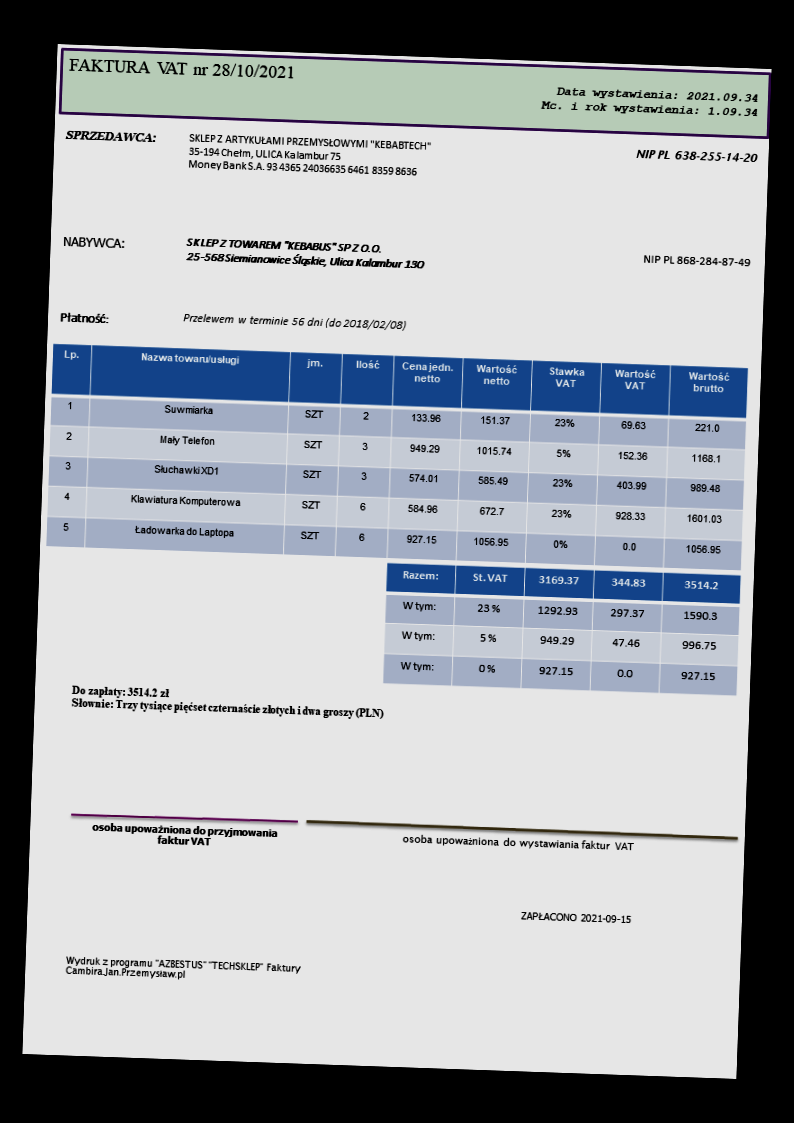 FAKTURA VAT nr 28/10/2021
Data wystawienia: 2021.09.34
Mc. i rok wystawienia: 1.09.34
SPRZEDAWCA:
SKLEP Z ARTYKUŁAMI PRZEMYSŁOWYMI "KEBABTECH"
35-194 Chełm, ULICA Kalambur 75
Money Bank S.A. 93 4365 24036635 6461 8359 8636
NIP PL 638-255-14-20
NABYWCA:
SKLEP Z TOWAREM "KEBABUS" SP Z O.O.
25-568 Siemianowice Śląskie, Ulica Kalambur 130
NIP PL 868-284-87-49
Płatność:
Przelewem w terminie 56 dni (do 2018/02/08)
Lp. Nazwa towaru/usługi jm. Ilość Cena jedn. netto Wartość netto Stawka VAT Wartość VAT Wartość brutto
1 Suwmiarka SZT 2 133.96 151.37 23% 69.63 221.0
2 Mały Telefon SZT 3 949.29 1015.74 5% 152.36 1168.1
3 Słuchawki XD1 SZT 3 574.01 585.49 23% 403.99 989.48
4 Klawiatura Komputerowa SZT 6 584.96 672.7 23% 928.33 1601.03
5 Ładowarka do Laptopa SZT 6 927.15 1056.95 0% 0.0 1056.95
Razem: St. VAT 3169.37 344.83 3514.2
W tym: 23 % 1292.93 297.37 1590.3
W tym: 5 % 949.29 47.46 996.75
W tym: 0 % 927.15 0.0 927.15
Do zapłaty: 3514.2 zł
Słownie: Trzy tysiące pięćset czternaście złotych i dwa groszy (PLN)
osoba upoważniona do przyjmowania
faktur VAT
osoba upoważniona do wystawiania faktur VAT
ZAPŁACONO 2021-09-15
Wydruk z programu "AZBESTUS" "TECHSKLEP" Faktury
Cambira.Jan.Przemysław.pl